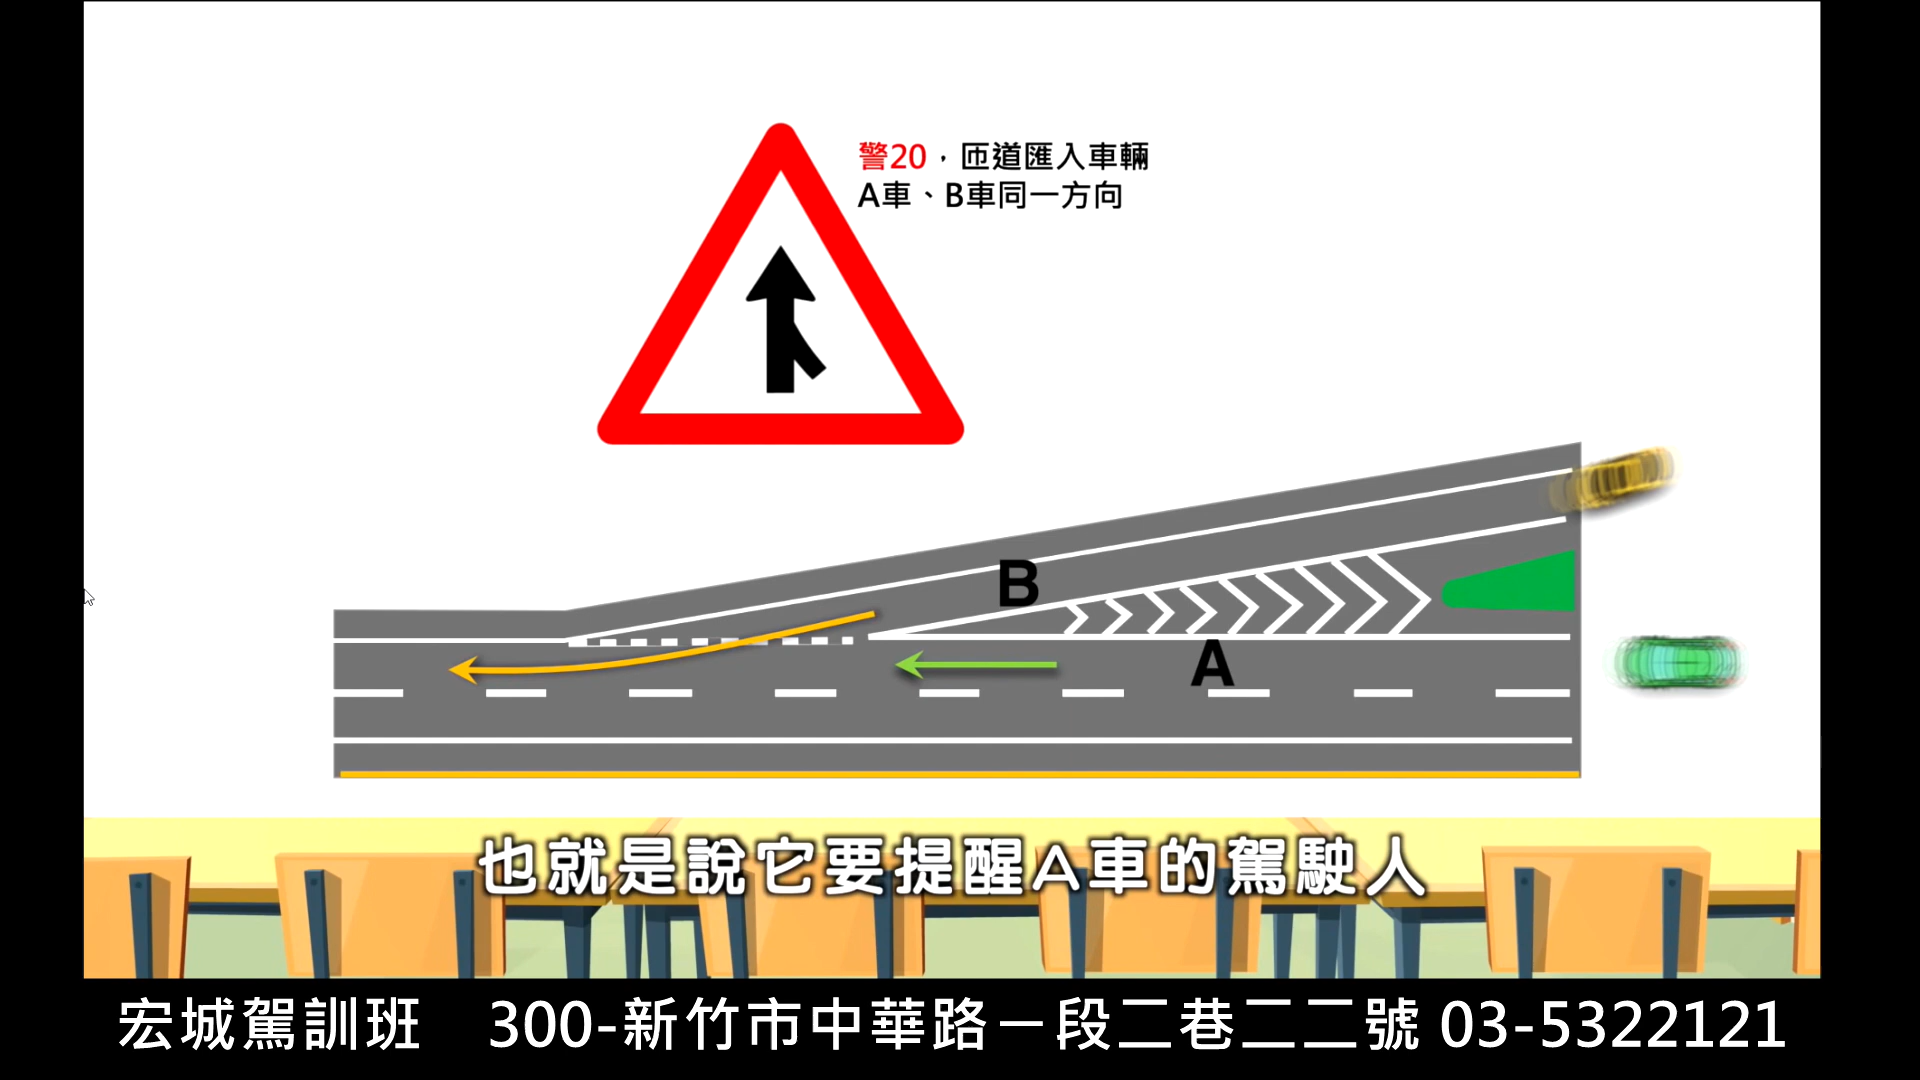 警20，匝道匯入車輛
A車、B車同一方向
B
A
也就是說它要提醒A車的駕駛人
宏城駕訓班 300-新竹市中華路一段二巷二二號 03-5322121